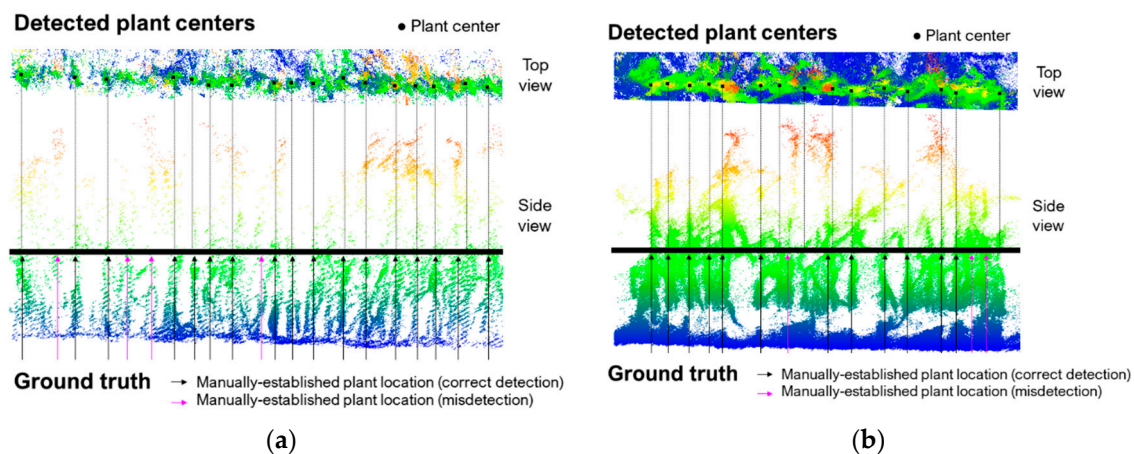 Detected plant centers
• Plant center
Top
view
Side
view
Ground truth
Manually-established plant location (correct detection)
Manually-established plant location (misdetection)
(a)
Detected plant centers
• Plant center
Top
view
Side
view
Ground truth
Manually-established plant location (correct detection)
Manually-established plant location (misdetection)
(b)